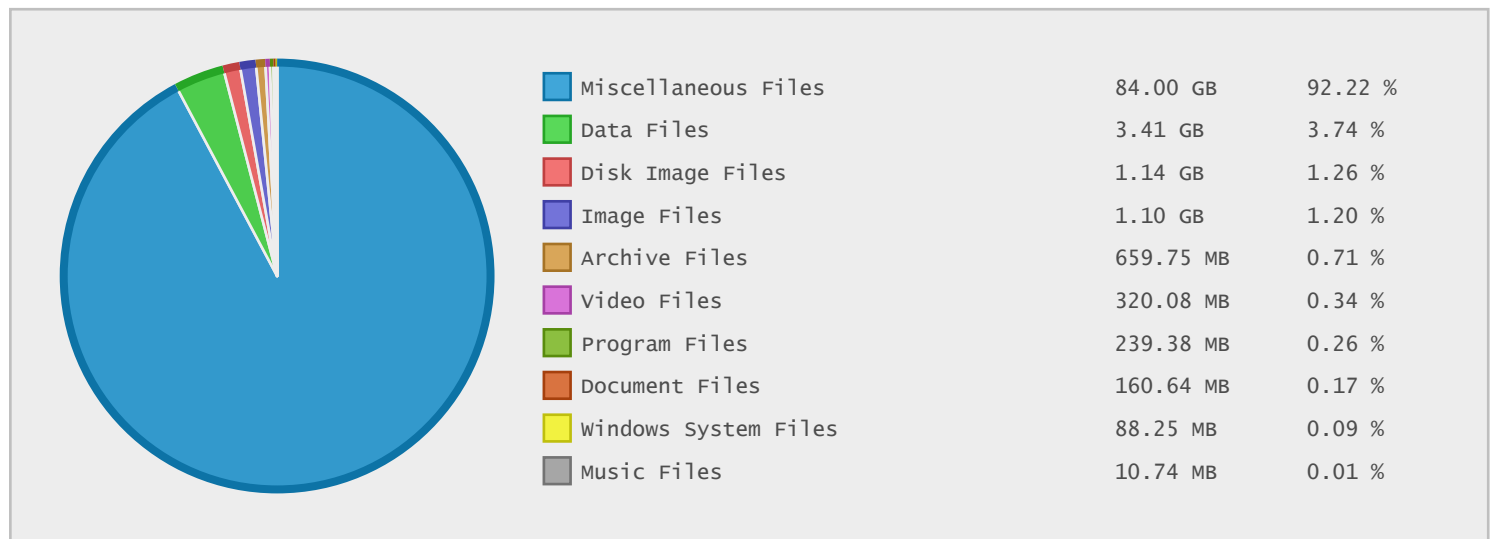 Miscellaneous Files 84.00 GB 92.22 %
Data Files 3.41 GB 3.74 %
Disk Image Files 1.14 GB 1.26 %
Image Files 1.10 GB 1.20 %
Archive Files 659.75 MB 0.71 %
Video Files 320.08 MB 0.34 %
Program Files 239.38 MB 0.26 %
Document Files 160.64 MB 0.17 %
Windows System Files 88.25 MB 0.09 %
Music Files 10.74 MB 0.01 %